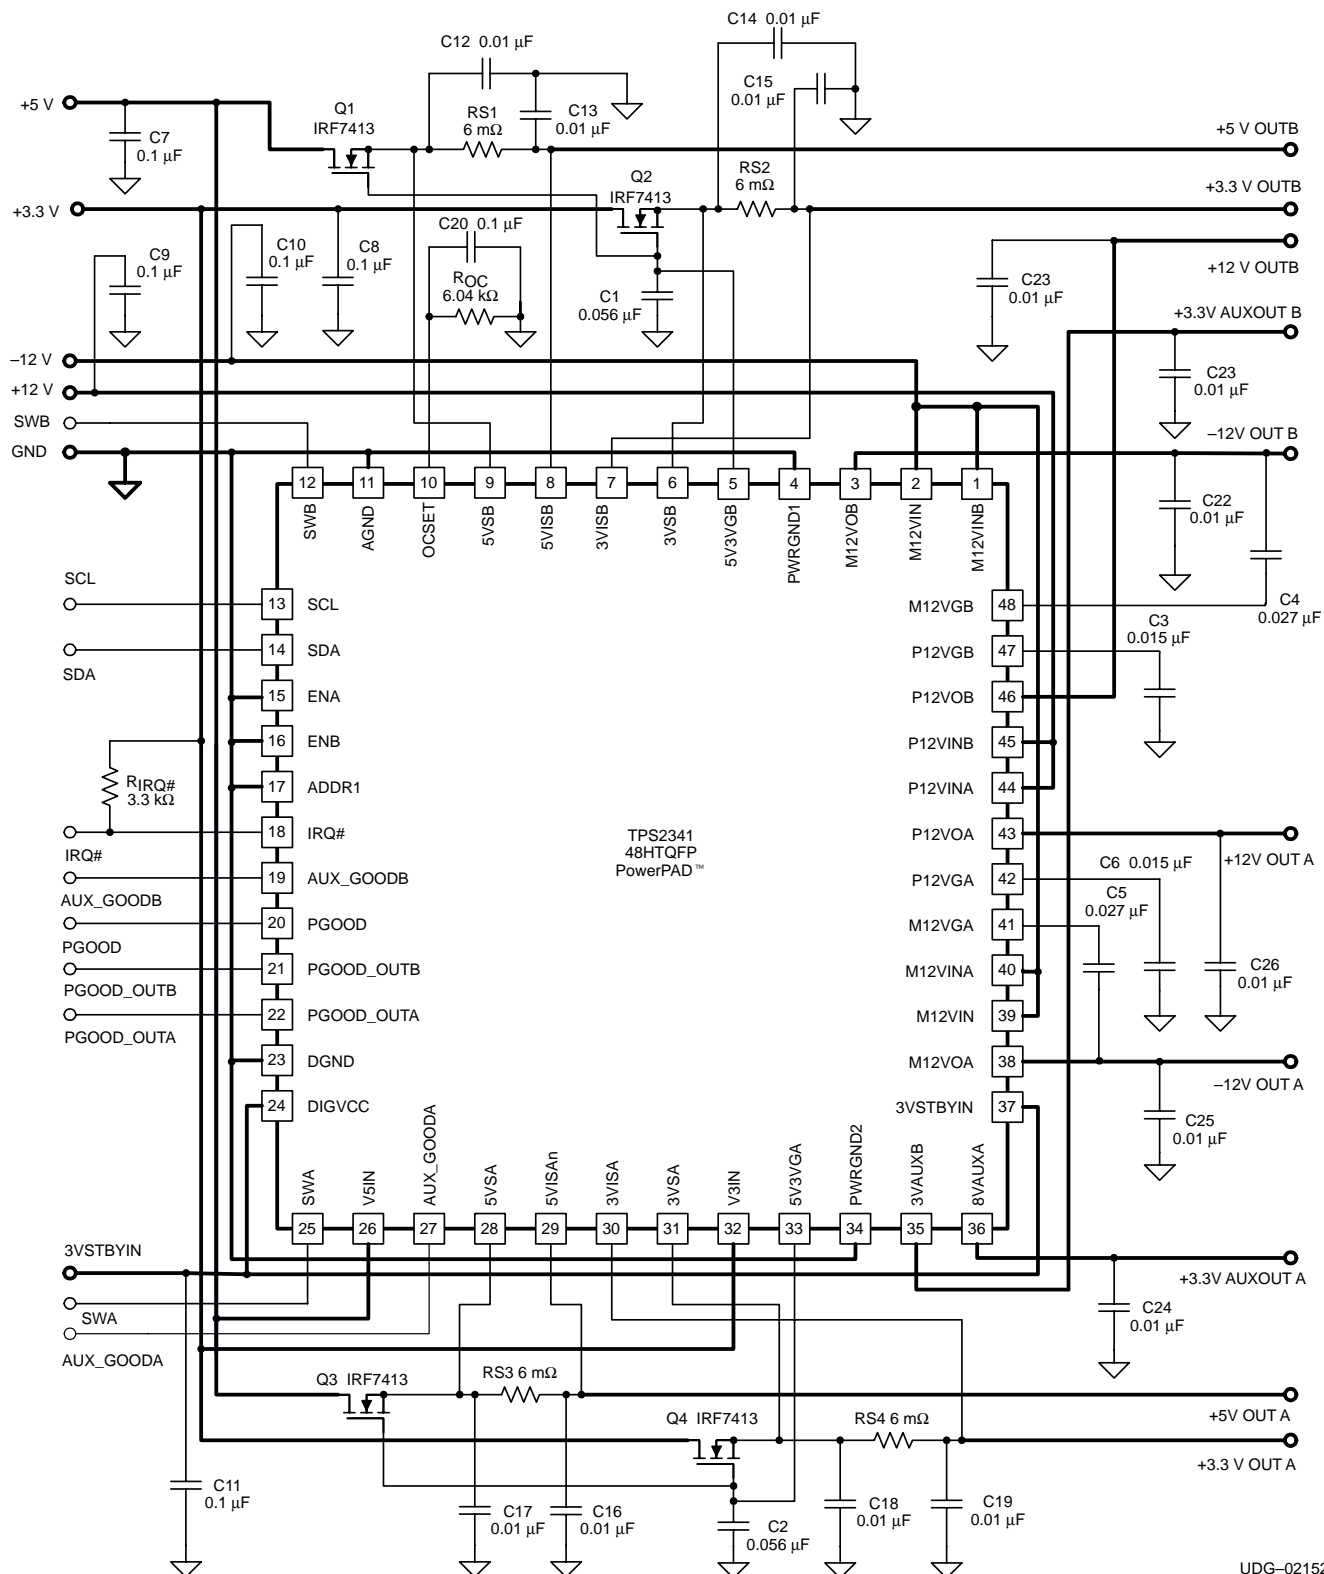 C14 0.01 µF
C12 0.01 µF
C15
0.01 µF
+5 V
C7
0.1 µF
Q1
IRF7413
RS1
6 mΩ
C13
0.01 µF
+5 V OUTB
RS2
6 mΩ
Q2
IRF7413
+3.3 V
+3.3 V OUTB
C20 0.1 µF
C9
0.1 µF
C10
0.1 µF
C8
0.1 µF
ROC
6.04 kΩ
C1
0.056 µF
C23
0.01 µF
+12 V OUTB
+3.3V AUXOUT B
–12 V
+12 V
C23
0.01 µF
SWB
GND
–12V OUT B
12
11
10
9
8
7
6
5
4
3
2
1
SWB
AGND
OCSET
5VSB
5VISB
3VISB
3VSB
5V3VGB
PWRGND1
M12VOB
M12VIN
M12VINB
C22
0.01 µF
C4
0.027 µF
SCL
13 SCL
M12VGB 48
C3
0.015 µF
SDA
14 SDA
P12VGB 47
15 ENA
P12VOB 46
16 ENB
P12VINB 45
RIRQ#
3.3 kΩ
17 ADDR1
P12VINA 44
IRQ#
18 IRQ#
TPS2341
48HTQFP
PowerPAD™
P12VOA 43
+12V OUT A
AUX_GOODB
19 AUX_GOODB
P12VGA 42
C6 0.015 µF
C5
0.027 µF
PGOOD
20 PGOOD
M12VGA 41
PGOOD_OUTB
21 PGOOD_OUTB
M12VINA 40
C26
0.01 µF
PGOOD_OUTA
22 PGOOD_OUTA
M12VIN 39
23 DGND
M12VOA 38
–12V OUT A
24 DIGVCC
3VSTBYIN 37
C25
0.01 µF
SWA
V5IN
AUX_GOODA
5VSA
5VISAn
3VISA
3VSA
V3IN
5V3VGA
PWRGND2
3VAUXB
8VAUXA
25
26
27
28
29
30
31
32
33
34
35
36
3VSTBYIN
+3.3V AUXOUT A
SWA
C24
0.01 µF
AUX_GOODA
Q3 IRF7413
RS3 6 mΩ
+5V OUT A
Q4 IRF7413
RS4 6 mΩ
+3.3 V OUT A
C11
0.1 µF
C17
0.01 µF
C16
0.01 µF
C2
0.056 µF
C18
0.01 µF
C19
0.01 µF
UDG–02152